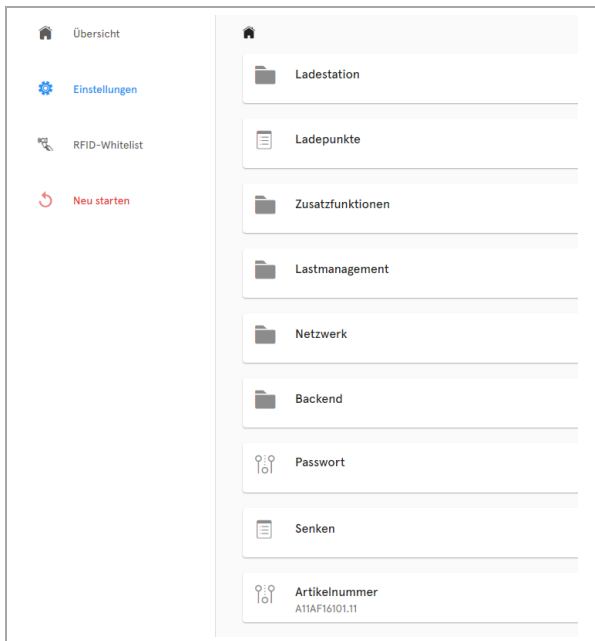 Übersicht
Einstellungen
RFID-Whitelist
Neu starten
Ladestation
Ladepunkte
Zusatzfunktionen
Lastmanagement
Netzwerk
Backend
Passwort
Senken
Artikelnummer
A11AF16101.11